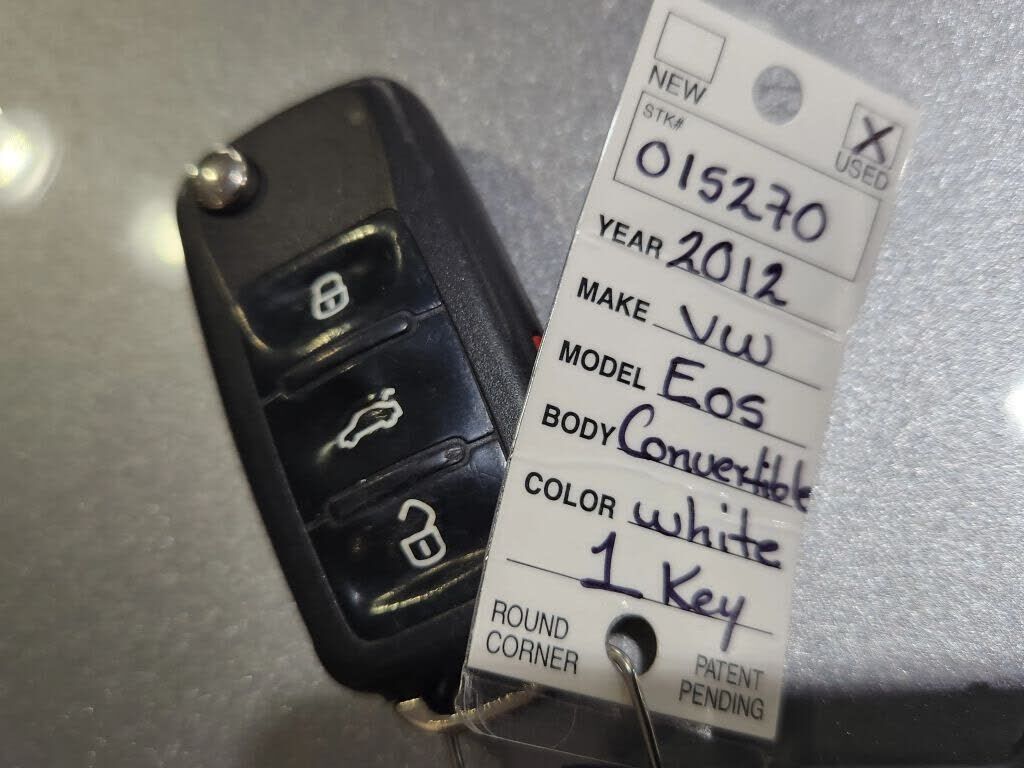 NEW
X
USED
STK#
015270
YEAR 2012
MAKE VW
MODEL Eos
BODY Convertible
COLOR white
1 Key
ROUND CORNER
PATENT PENDING